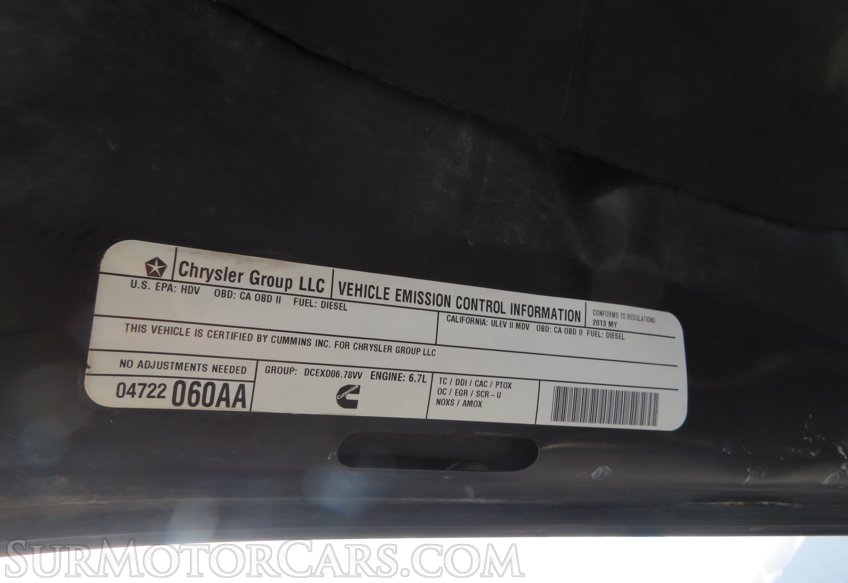 Chrysler Group LLC
VEHICLE EMISSION CONTROL INFORMATION
CONFORMS TO REGULATIONS:
2013 MY
U.S. EPA: HDV OBD: CA OBD II FUEL: DIESEL
CALIFORNIA: ULEV II MDV OBD: CA OBD II FUEL: DIESEL
THIS VEHICLE IS CERTIFIED BY CUMMINS INC. FOR CHRYSLER GROUP LLC
NO ADJUSTMENTS NEEDED
04722 060AA
GROUP: DCEXD06.78VV ENGINE: 6.7L
TC / DDI / CAC / PTOX
OC / EGR / SCR - U
NOXS / AMOX
SurMotorCars.com